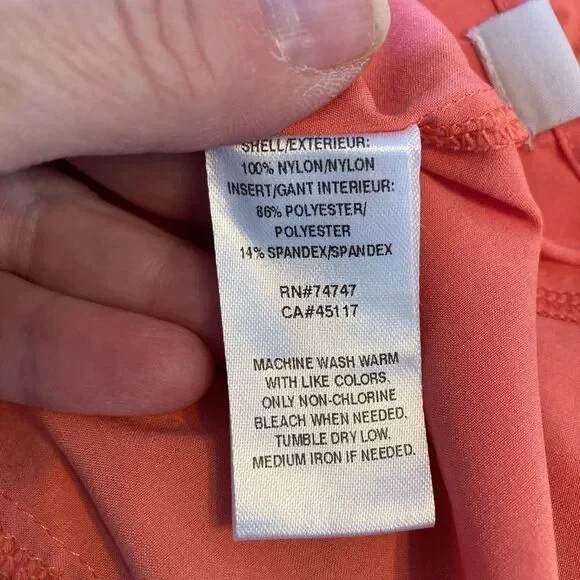 SHELL/EXTERIEUR:
100% NYLON/NYLON
INSERT/GANT INTERIEUR:
86% POLYESTER/
POLYESTER
14% SPANDEX/SPANDEX
RN#74747
CA#45117
MACHINE WASH WARM
WITH LIKE COLORS.
ONLY NON-CHLORINE
BLEACH WHEN NEEDED.
TUMBLE DRY LOW.
MEDIUM IRON IF NEEDED.